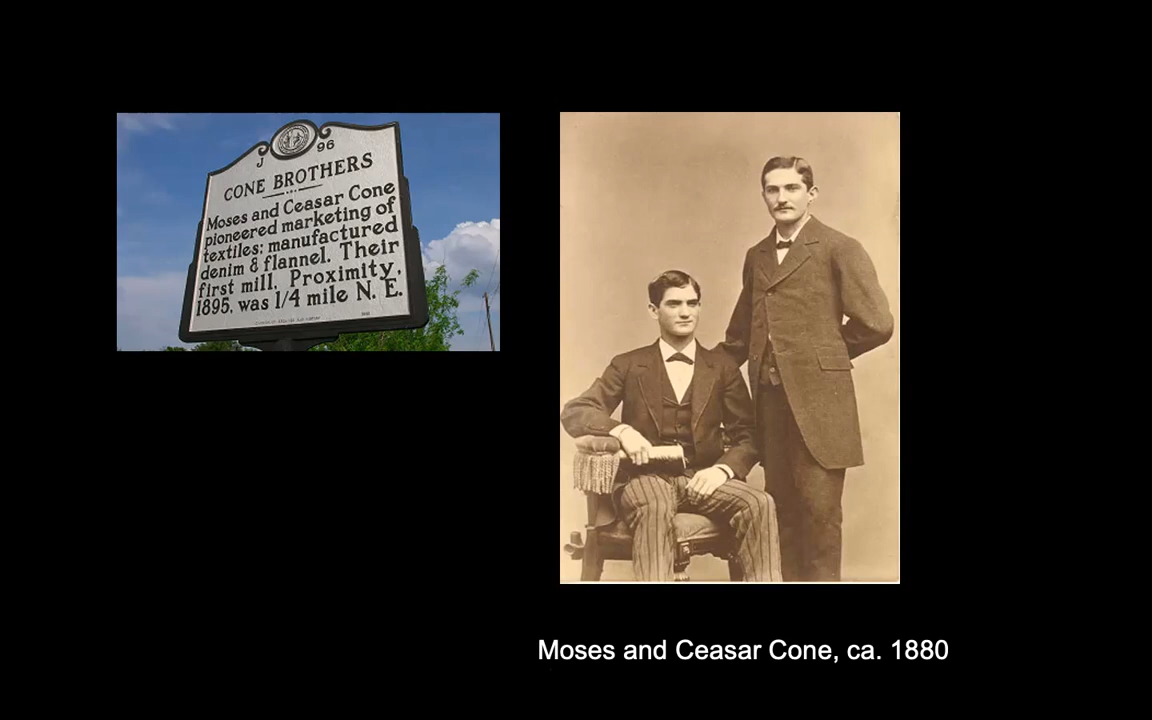 J 96
CONE BROTHERS
Moses and Ceasar Cone
pioneered marketing of
textiles; manufactured
denim & flannel. Their
first mill, Proximity,
1895, was 1/4 mile N. E.
Moses and Ceasar Cone, ca. 1880